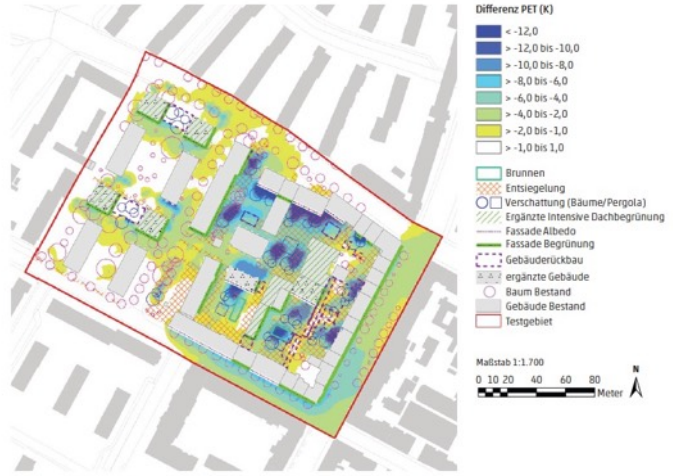 Differenz PET (K)
< -12,0
> -12,0 bis -10,0
> -10,0 bis -8,0
> -8,0 bis -6,0
> -6,0 bis -4,0
> -4,0 bis -2,0
> -2,0 bis -1,0
> -1,0 bis 1,0
Brunnen
Entsiegelung
Verschattung (Bäume/Pergola)
Ergänzte Intensive Dachbegrünung
Fassade Albedo
Fassade Begrünung
Gebäuderückbau
ergänzte Gebäude
Baum Bestand
Gebäude Bestand
Testgebiet
Maßstab 1:1.700
N
0 10 20 40 60 80
Meter